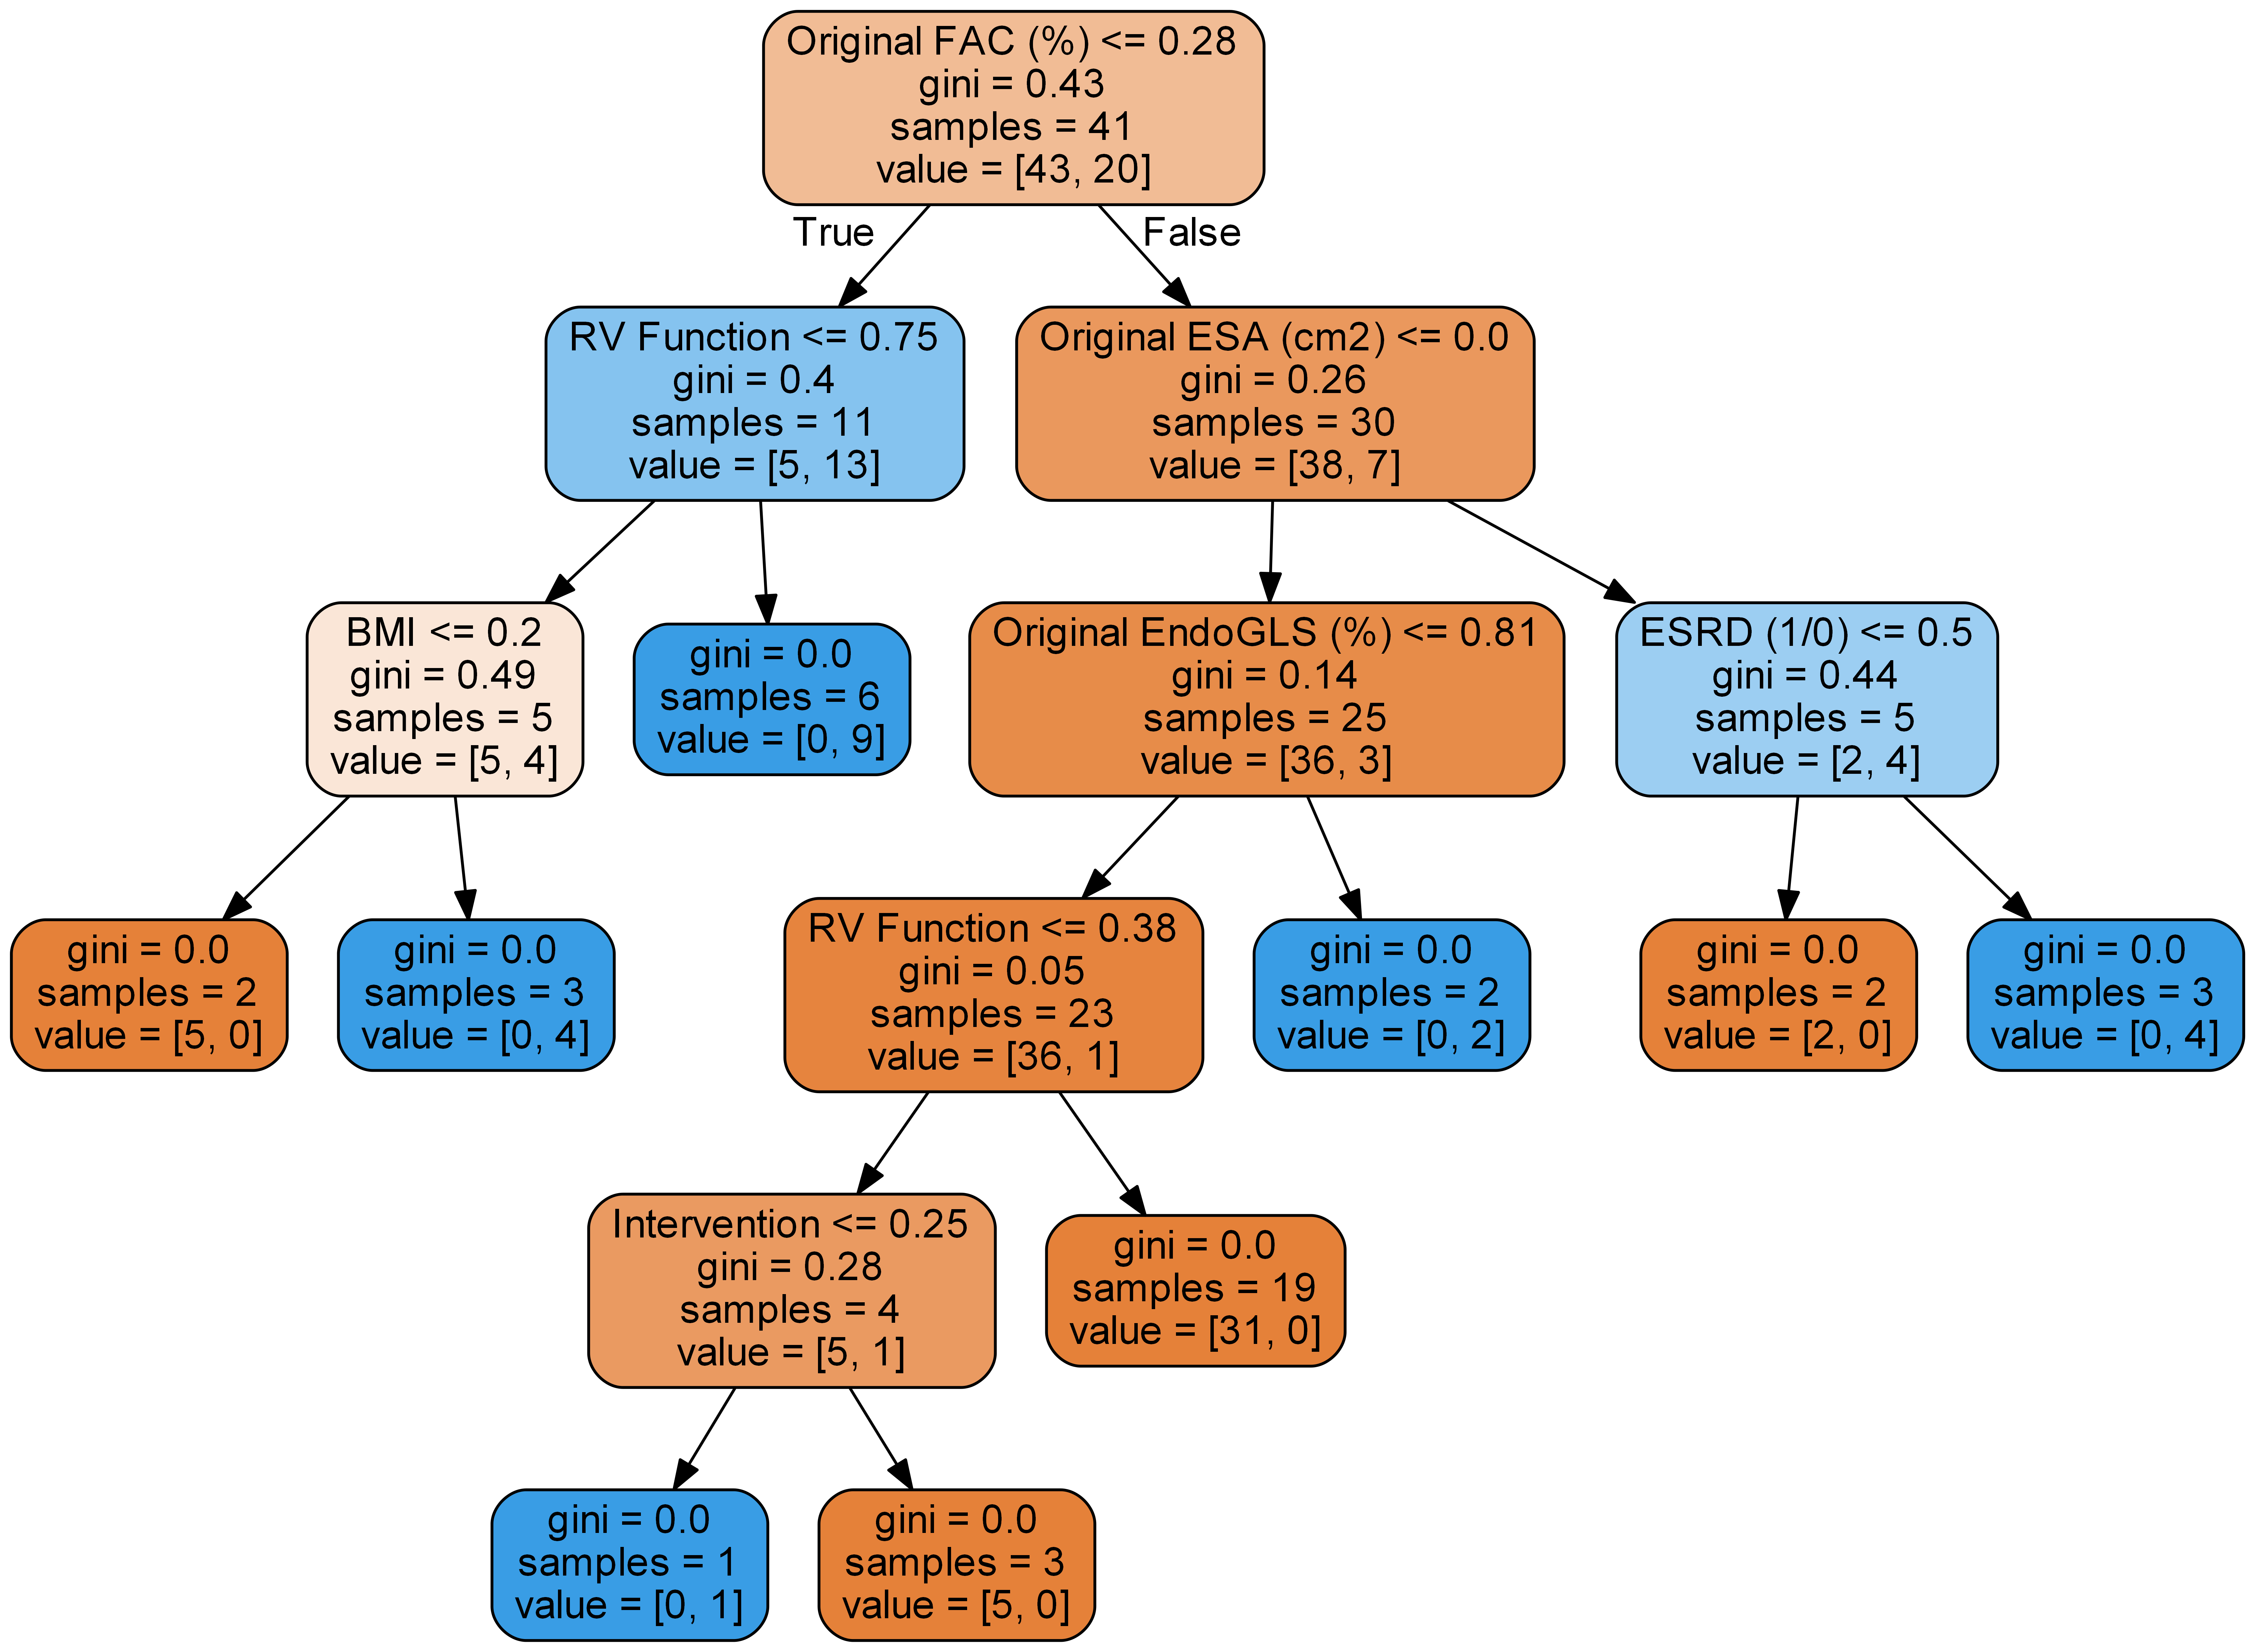 Original FAC (%) <= 0.28
gini = 0.43
samples = 41
value = [43, 20]
True
False
RV Function <= 0.75
gini = 0.4
samples = 11
value = [5, 13]
Original ESA (cm2) <= 0.0
gini = 0.26
samples = 30
value = [38, 7]
BMI <= 0.2
gini = 0.49
samples = 5
value = [5, 4]
gini = 0.0
samples = 6
value = [0, 9]
Original EndoGLS (%) <= 0.81
gini = 0.14
samples = 25
value = [36, 3]
ESRD (1/0) <= 0.5
gini = 0.44
samples = 5
value = [2, 4]
gini = 0.0
samples = 2
value = [5, 0]
gini = 0.0
samples = 3
value = [0, 4]
RV Function <= 0.38
gini = 0.05
samples = 23
value = [36, 1]
gini = 0.0
samples = 2
value = [0, 2]
gini = 0.0
samples = 2
value = [2, 0]
gini = 0.0
samples = 3
value = [0, 4]
Intervention <= 0.25
gini = 0.28
samples = 4
value = [5, 1]
gini = 0.0
samples = 19
value = [31, 0]
gini = 0.0
samples = 1
value = [0, 1]
gini = 0.0
samples = 3
value = [5, 0]